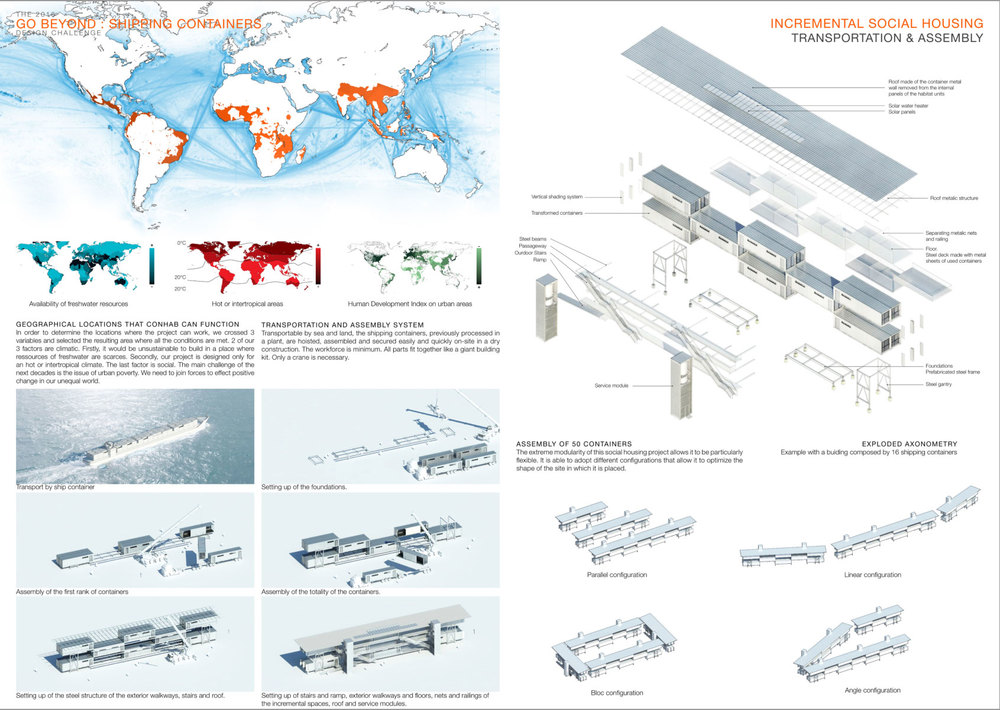 THE 2016
GO BEYOND : SHIPPING CONTAINERS
DESIGN CHALLENGE
0°C
20°C
20°C
Availability of freshwater resources
Hot or intertropical areas
Human Development Index on urban areas
GEOGRAPHICAL LOCATIONS THAT CONHAB CAN FUNCTION
In order to determine the locations where the project can work, we crossed 3
variables and selected the resulting area where all the conditions are met. 2 of our
3 factors are climatic. Firstly, it would be unsustainable to build in a place where
ressources of freshwater are scarces. Secondly, our project is designed only for
an hot or intertropical climate. The last factor is social. The main challenge of the
next decades is the issue of urban poverty. We need to join forces to effect positive
change in our unequal world.
TRANSPORTATION AND ASSEMBLY SYSTEM
Transportable by sea and land, the shipping containers, previously processed in
a plant, are hoisted, assembled and secured easily and quickly on-site in a dry
construction. The workforce is minimum. All parts fit together like a giant building
kit. Only a crane is necessary.
Transport by ship container
Setting up of the foundations.
Assembly of the first rank of containers
Assembly of the totality of the containers.
Setting up of the steel structure of the exterior walkways, stairs and roof.
Setting up of stairs and ramp, exterior walkways and floors, nets and railings of
the incremental spaces, roof and service modules.
INCREMENTAL SOCIAL HOUSING
TRANSPORTATION & ASSEMBLY
Roof made of the container metal
wall removed from the internal
panels of the habitat units
Solar water heater
Solar panels
Vertical shading system
Transformed containers
Roof metalic structure
Steel beams
Passageway
Outdoor Stairs
Ramp
Separating metalic nets
and railing
Floor
Steel deck made with metal
sheets of used containers
Service module
Foundations
Prefabricated steel frame
Steel gantry
ASSEMBLY OF 50 CONTAINERS
The extreme modularity of this social housing project allows it to be particularly
flexible. It is able to adopt different configurations that allow it to optimize the
shape of the site in which it is placed.
EXPLODED AXONOMETRY
Example with a buiding composed by 16 shipping containers
Parallel configuration
Linear configuration
Bloc configuration
Angle configuration